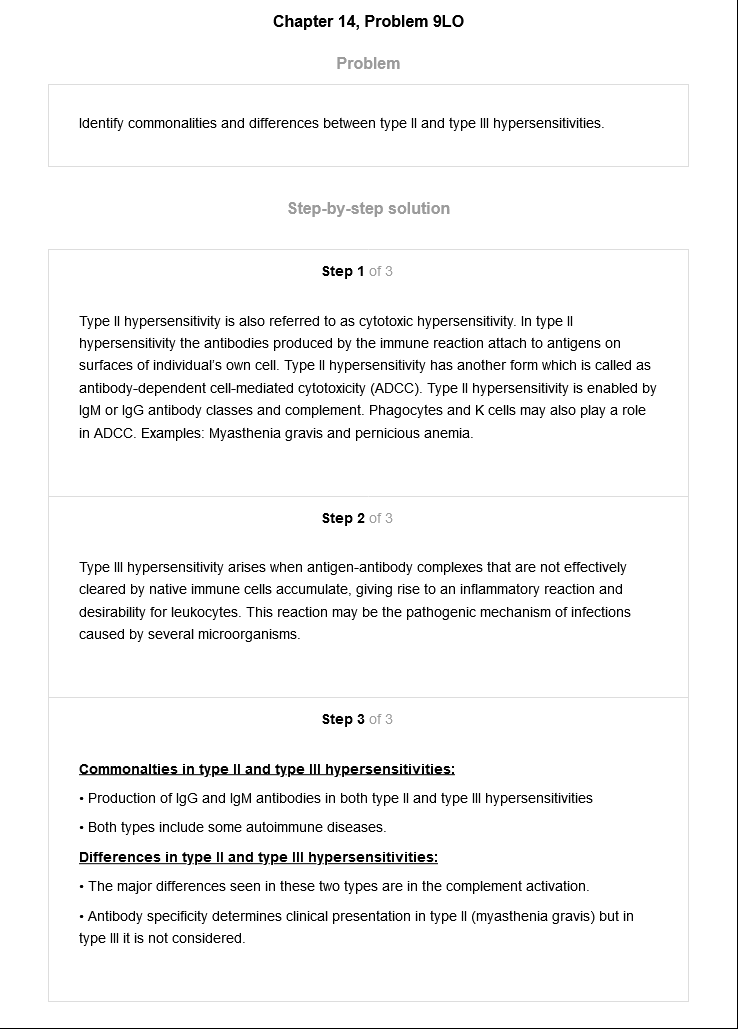 Chapter 14, Problem 9LO
Problem
Identify commonalities and differences between type II and type III hypersensitivities.
Step-by-step solution
Step 1 of 3
Type II hypersensitivity is also referred to as cytotoxic hypersensitivity. In type II
hypersensitivity the antibodies produced by the immune reaction attach to antigens on
surfaces of individual's own cell. Type II hypersensitivity has another form which is called as
antibody-dependent cell-mediated cytotoxicity (ADCC). Type II hypersensitivity is enabled by
IgM or IgG antibody classes and complement. Phagocytes and K cells may also play a role
in ADCC. Examples: Myasthenia gravis and pernicious anemia.
Step 2 of 3
Type III hypersensitivity arises when antigen-antibody complexes that are not effectively
cleared by native immune cells accumulate, giving rise to an inflammatory reaction and
desirability for leukocytes. This reaction may be the pathogenic mechanism of infections
caused by several microorganisms.
Step 3 of 3
Commonalties in type II and type III hypersensitivities:
• Production of IgG and IgM antibodies in both type II and type III hypersensitivities
• Both types include some autoimmune diseases.
Differences in type II and type III hypersensitivities:
• The major differences seen in these two types are in the complement activation.
• Antibody specificity determines clinical presentation in type II (myasthenia gravis) but in
type III it is not considered.